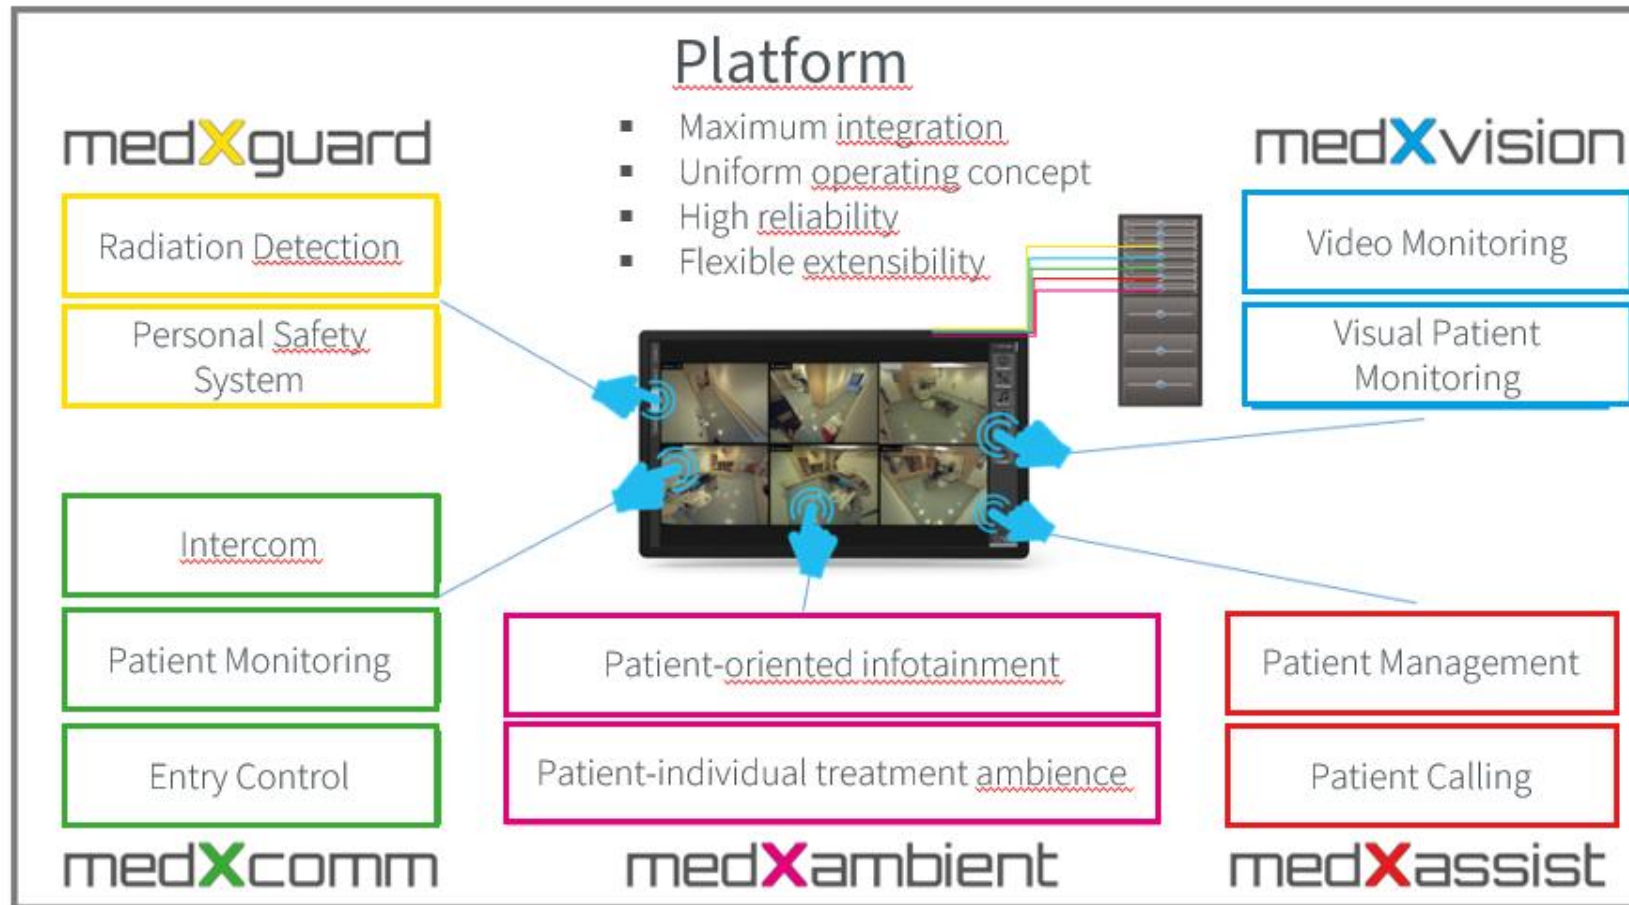 Platform
Maximum integration
Uniform operating concept
High reliability
Flexible extensibility
medXguard
Radiation Detection
Personal Safety
System
medXvision
Video Monitoring
Visual Patient
Monitoring
Intercom
Patient Monitoring
Entry Control
medXcomm
Patient-oriented infotainment
Patient-individual treatment ambience
medXambient
Patient Management
Patient Calling
medXassist